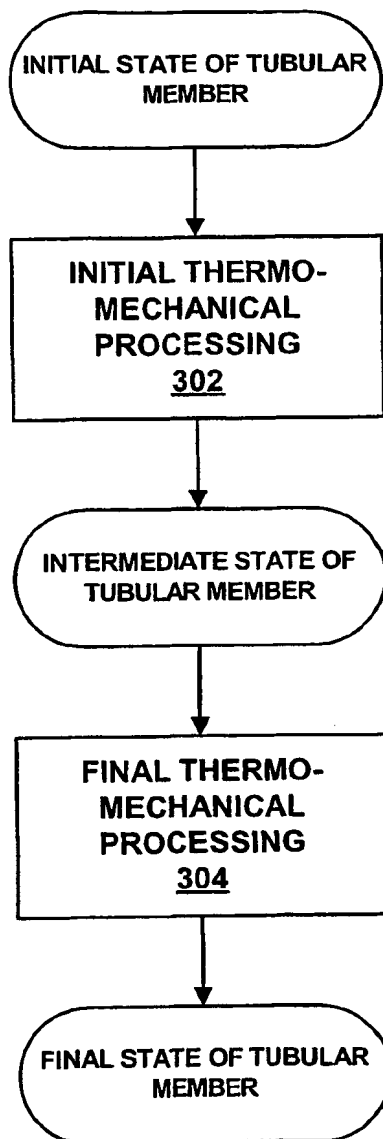 INITIAL STATE OF TUBULAR
MEMBER
INITIAL THERMO-
MECHANICAL
PROCESSING
302
INTERMEDIATE STATE OF
TUBULAR MEMBER
FINAL THERMO-
MECHANICAL
PROCESSING
304
FINAL STATE OF TUBULAR
MEMBER